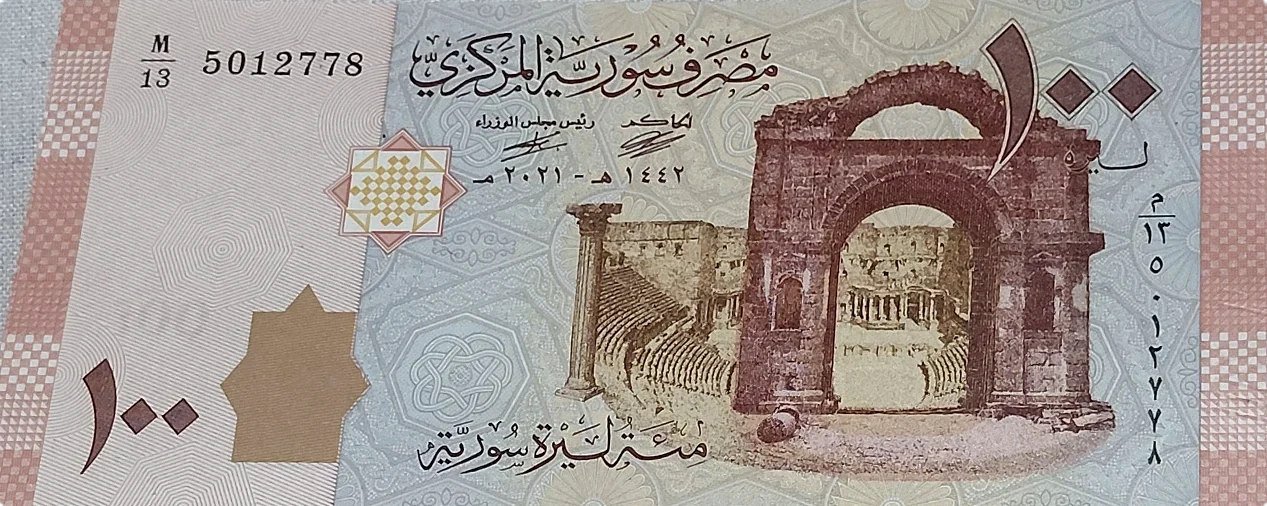 M
13
5012778
مصرف سورية المركزي
١٠٠
الحاكم رئيس مجلس الوزراء
١٤٤٢ هـ - ٢٠٢١ مـ
ليرة
م
١٣
٥٠١٢٧٧٨
١٠٠
مئة ليرة سورية